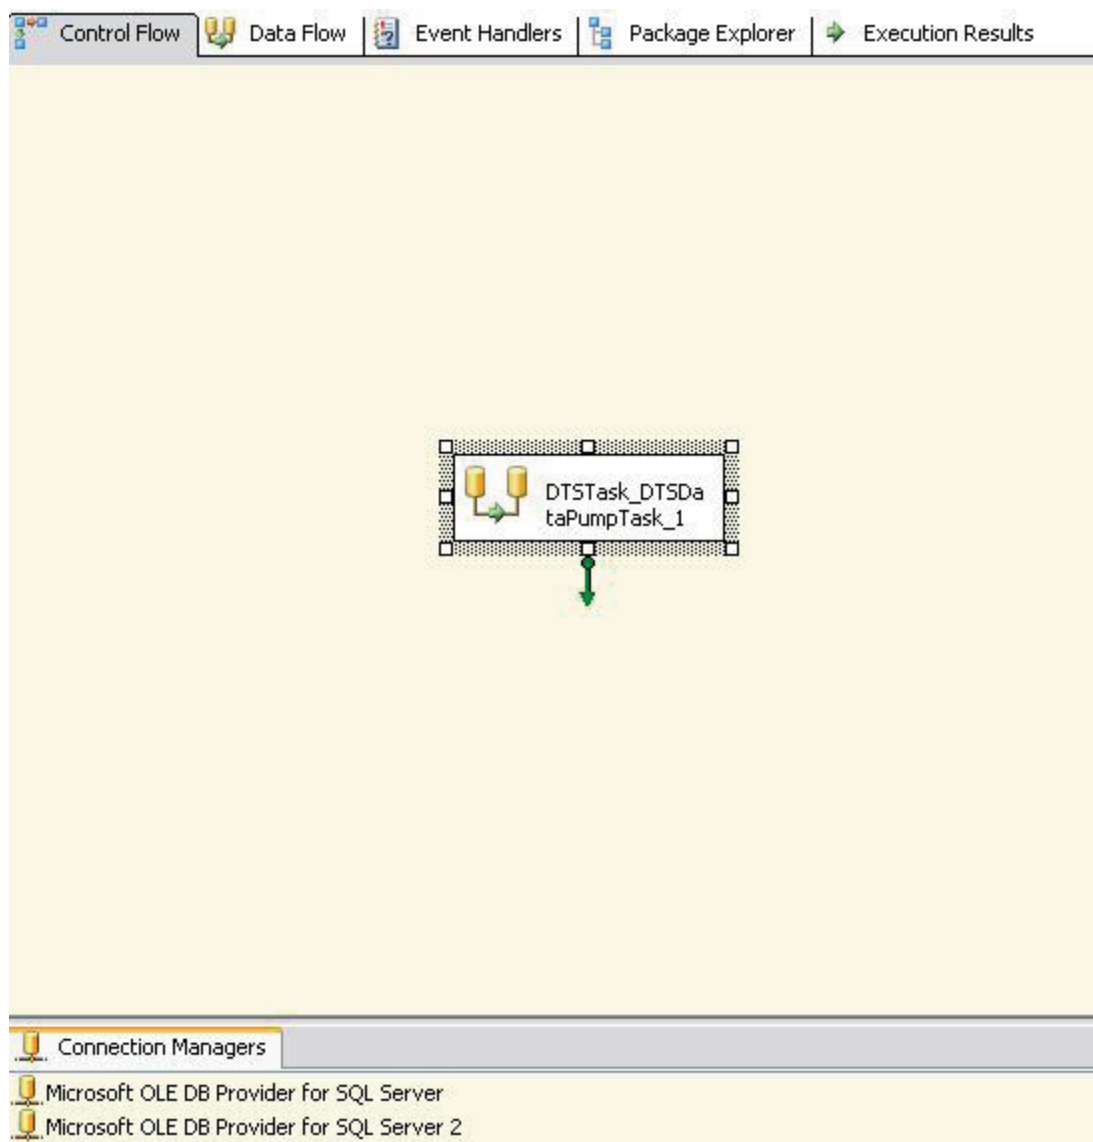 Control Flow Data Flow Event Handlers Package Explorer Execution Results
DTSTask_DTSDa
taPumpTask_1
Connection Managers
Microsoft OLE DB Provider for SQL Server
Microsoft OLE DB Provider for SQL Server 2